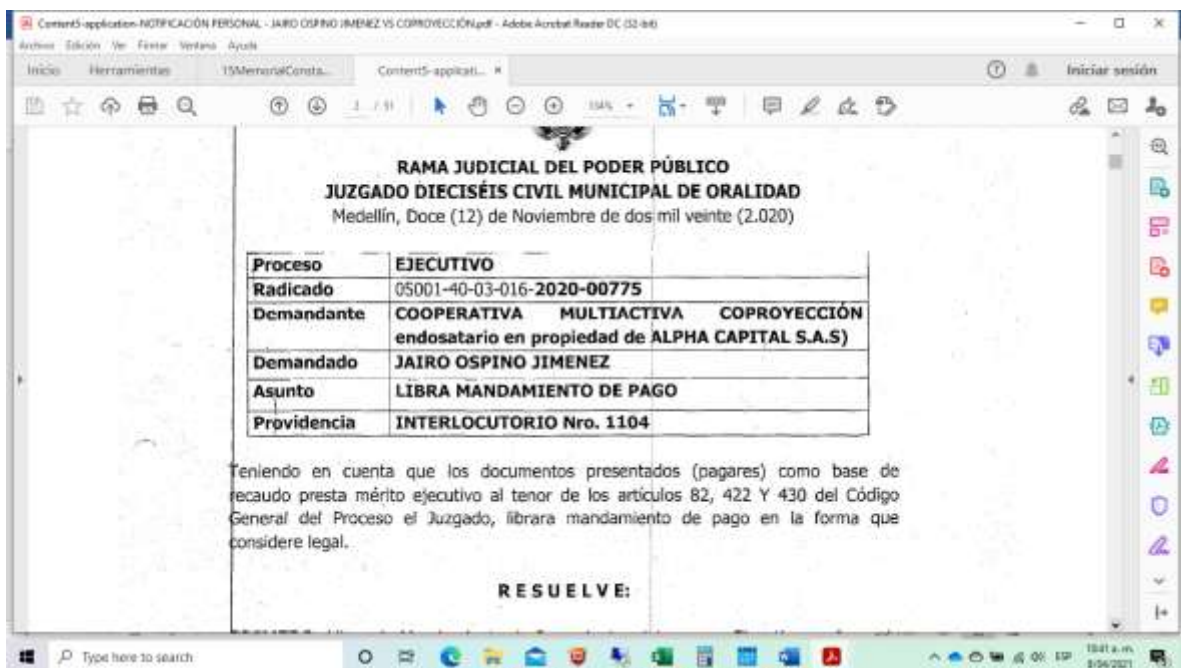 Content5-application-NOTIFICACIÓN PERSONAL - JAIRO OSPINO JIMENEZ VS COPROYECCIÓN.pdf - Adobe Acrobat Reader DC (32-bit)
Archivo Edición Ver Firmar Ventana Ayuda
Inicio Herramientas 15MemorialConsta... Content5-applicati... Iniciar sesión
RAMA JUDICIAL DEL PODER PÚBLICO
JUZGADO DIECISÉIS CIVIL MUNICIPAL DE ORALIDAD
Medellín, Doce (12) de Noviembre de dos mil veinte (2.020)
Proceso EJECUTIVO
Radicado 05001-40-03-016-2020-00775
Demandante COOPERATIVA MULTIACTIVA COPROYECCIÓN
endosatario en propiedad de ALPHA CAPITAL S.A.S)
Demandado JAIRO OSPINO JIMENEZ
Asunto LIBRA MANDAMIENTO DE PAGO
Providencia INTERLOCUTORIO Nro. 1104
Teniendo en cuenta que los documentos presentados (pagares) como base de
recaudo presta mérito ejecutivo al tenor de los artículos 82, 422 Y 430 del Código
General del Proceso el Juzgado, librara mandamiento de pago en la forma que
considere legal.
RESUELVE:
Type here to search
ESP